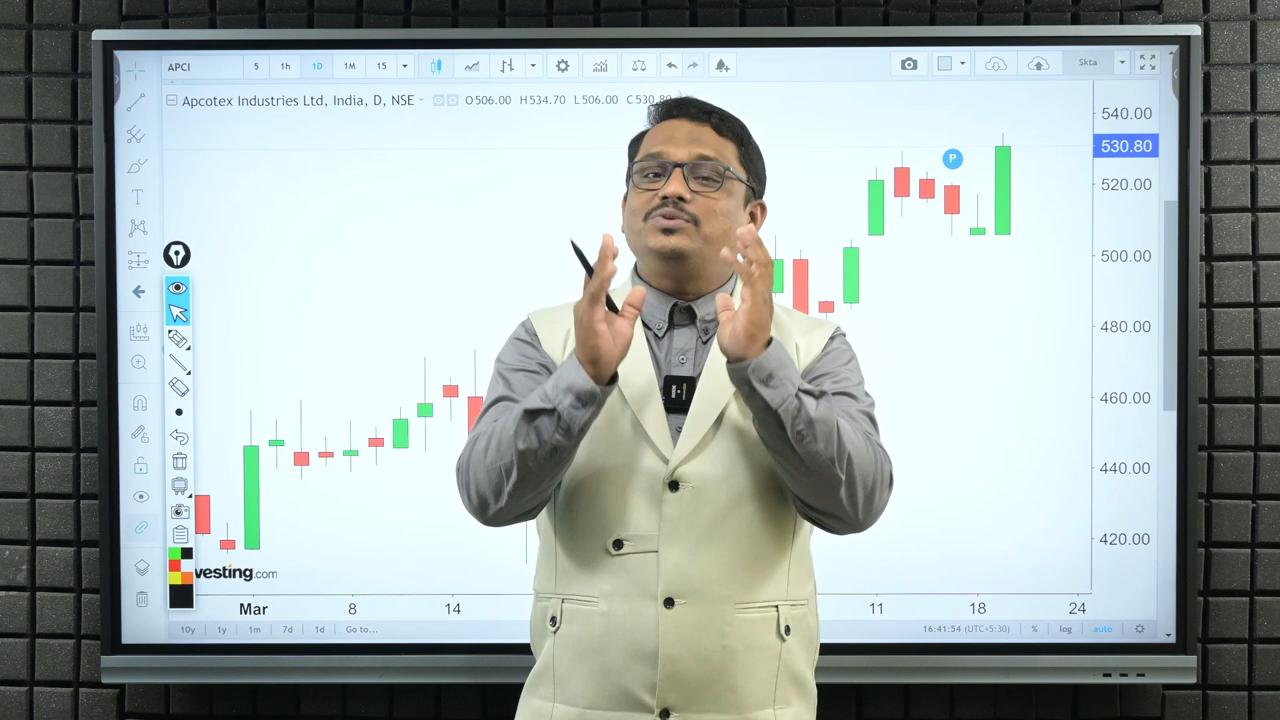 APCI 5 1h 1D 1M 15 Skta
Apcotex Industries Ltd, India, D, NSE O506.00 H534.70 L506.00 C530.80
540.00
530.80
P
520.00
500.00
480.00
460.00
440.00
420.00
vesting.com
Mar 8 14 11 18 24
10y 1y 1m 7d 1d Go to... 16:41:54 (UTC+5:30) % log auto